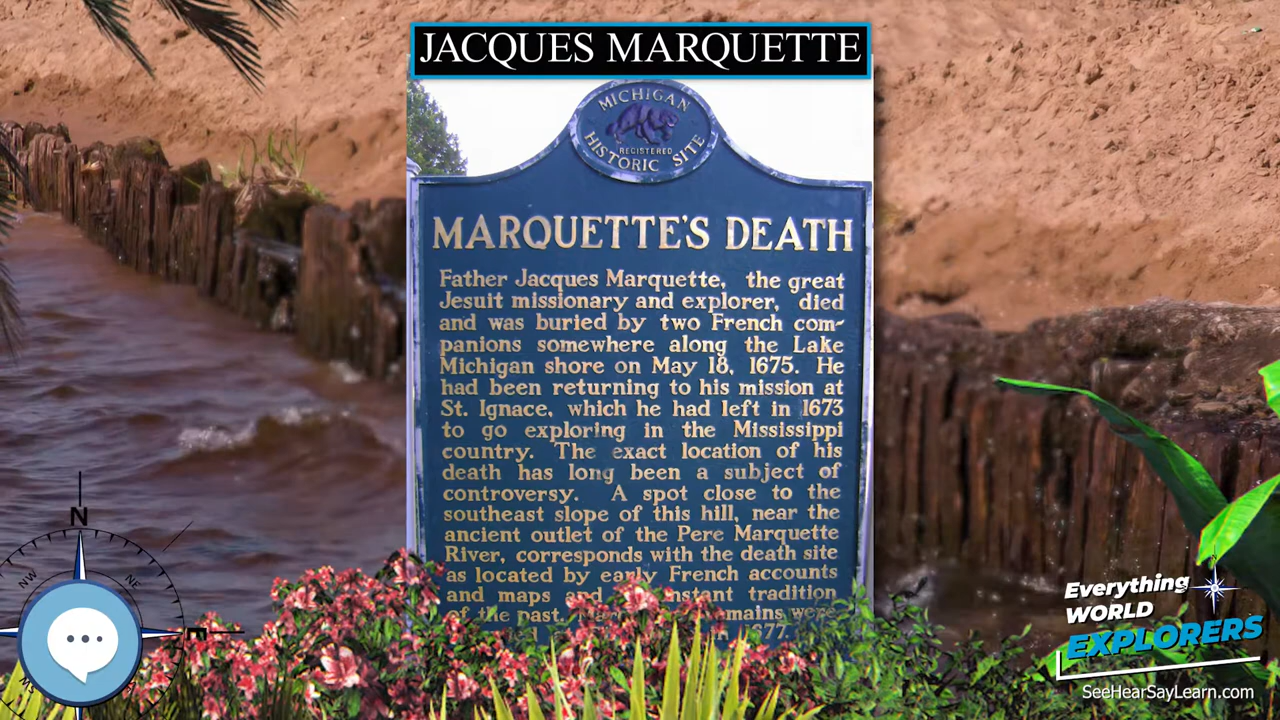 JACQUES MARQUETTE
MICHIGAN
REGISTERED
HISTORIC SITE
MARQUETTE'S DEATH
Father Jacques Marquette, the great
Jesuit missionary and explorer, died
and was buried by two French com-
panions somewhere along the Lake
Michigan shore on May 18, 1675. He
had been returning to his mission at
St. Ignace, which he had left in 1673
to go exploring in the Mississippi
country. The exact location of his
death has long been a subject of
controversy. A spot close to the
southeast slope of this hill, near the
ancient outlet of the Pere Marquette
River, corresponds with the death site
as located by early French accounts
and maps and
of the past.
N
NW
NE
Everything
WORLD
EXPLORERS
SeeHearSayLearn.com